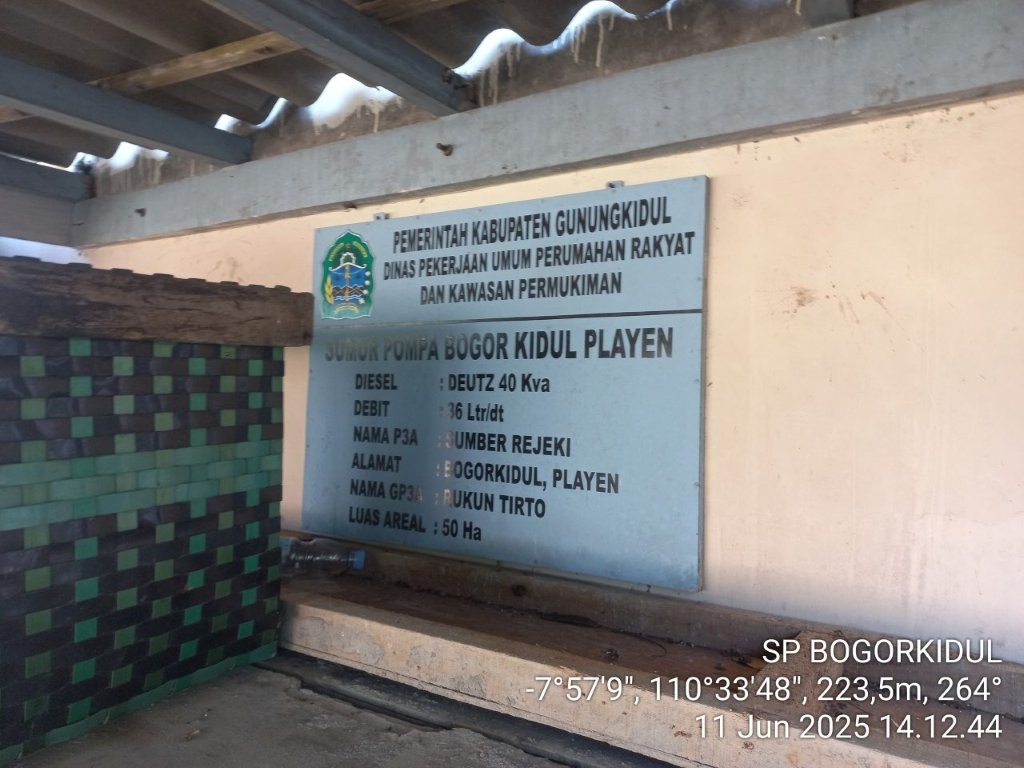 PEMERINTAH KABUPATEN GUNUNGKIDUL
DINAS PEKERJAAN UMUM PERUMAHAN RAKYAT
DAN KAWASAN PERMUKIMAN
SUMUR POMPA BOGOR KIDUL PLAYEN
DIESEL : DEUTZ 40 Kva
DEBIT : 36 Ltr/dt
NAMA P3A : SUMBER REJEKI
ALAMAT : BOGORKIDUL, PLAYEN
NAMA GP3A : RUKUN TIRTO
LUAS AREAL : 50 Ha
SP BOGORKIDUL
-7°57'9", 110°33'48", 223,5m, 264°
11 Jun 2025 14.12.44